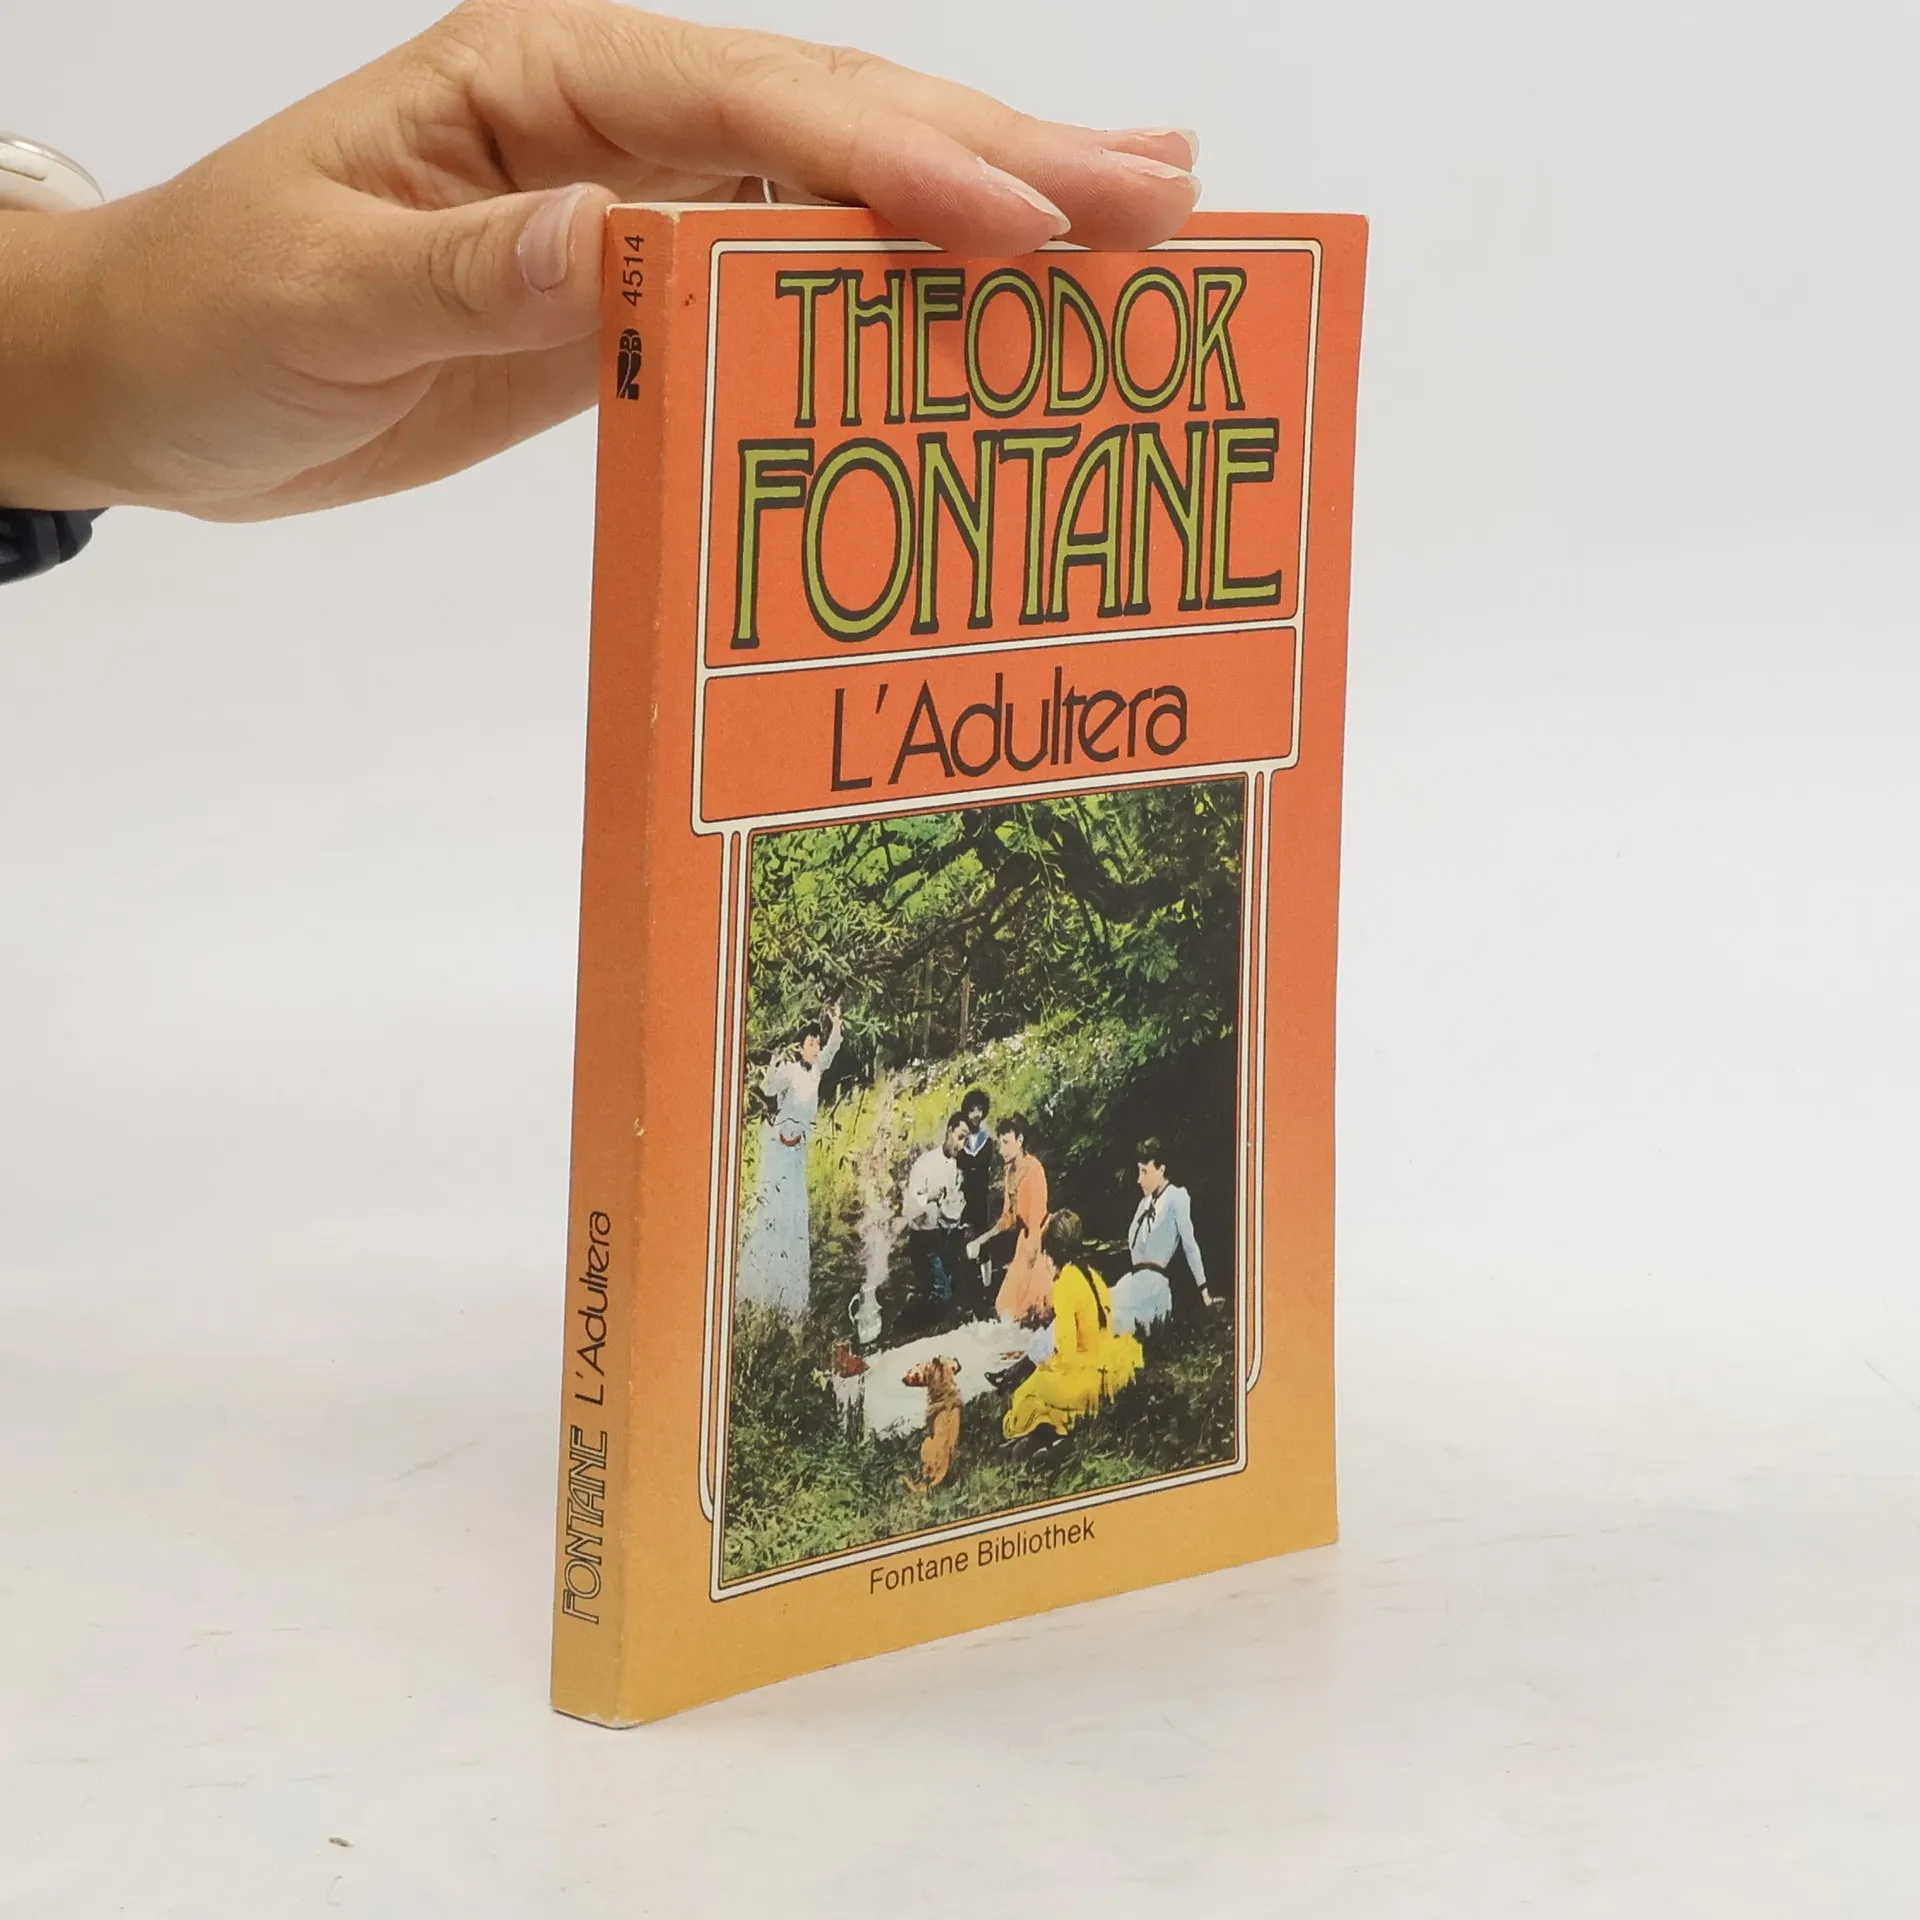 THEODOR
FONTANE
L'Adultera
Fontane Bibliothek
4514
FONTANE L'Adultera